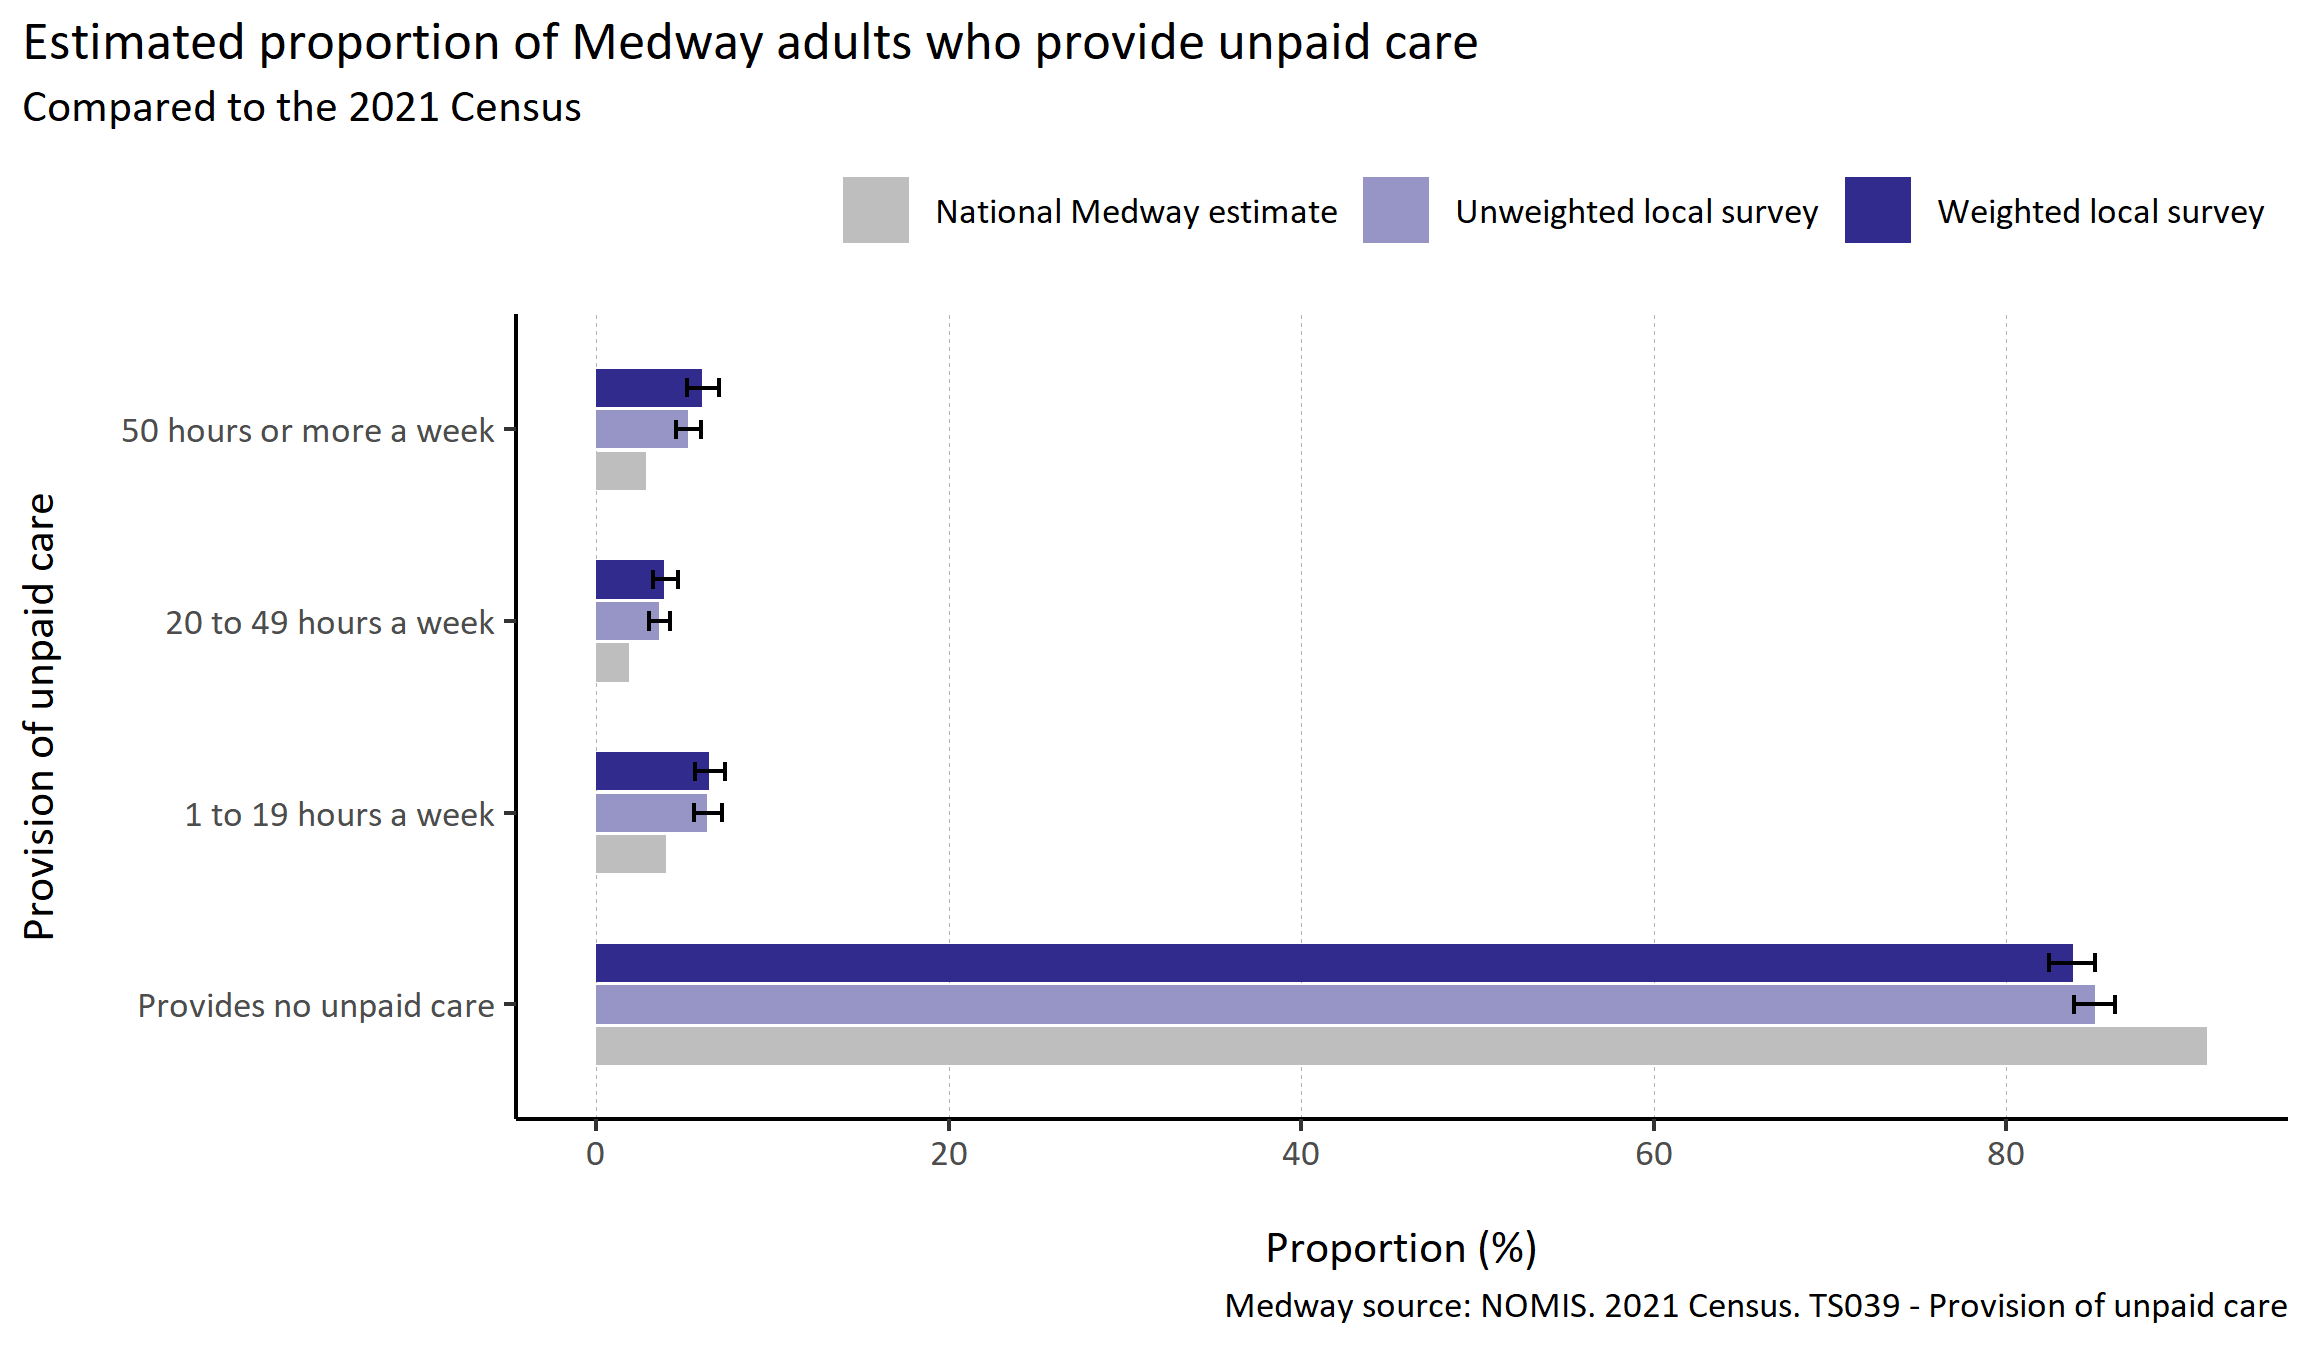 Estimated proportion of Medway adults who provide unpaid care
Compared to the 2021 Census
National Medway estimate
Unweighted local survey
Weighted local survey
Provision of unpaid care
50 hours or more a week
20 to 49 hours a week
1 to 19 hours a week
Provides no unpaid care
0 20 40 60 80
Proportion (%)
Medway source: NOMIS. 2021 Census. TS039 - Provision of unpaid care